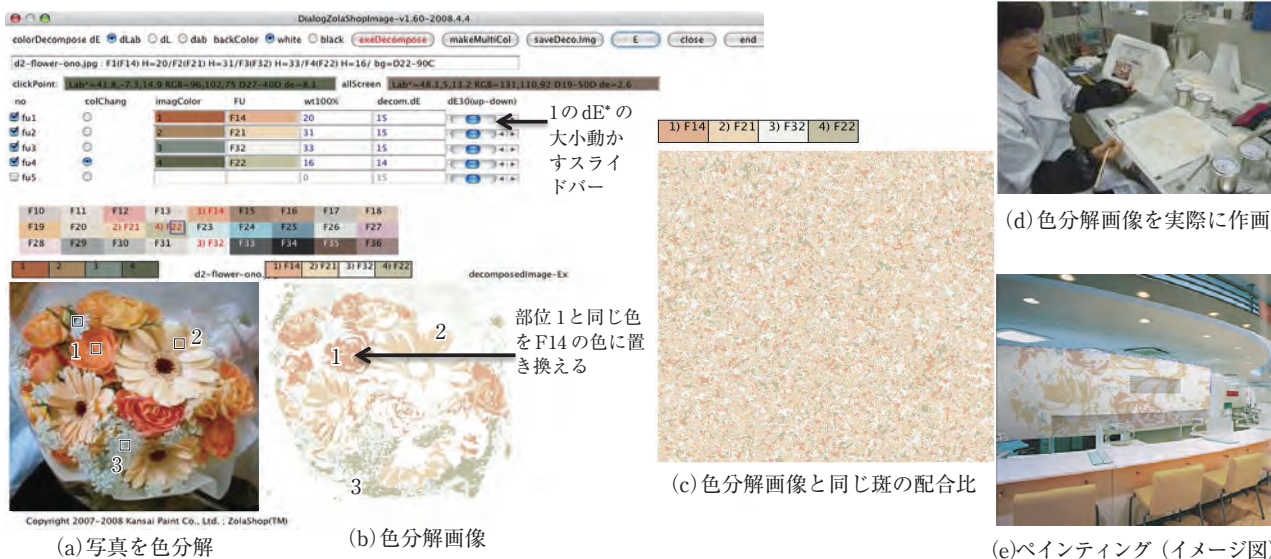 DialogZolaShopImage-v1.60-2008.4.4
colorDecompose dE dLab dL dab backColor white black exeDecompose makeMultiCol saveDeco.Img E close end
d2-flower-ono.jpg : F1(F14) H=20/F2(F21) H=31/F3(F32) H=33/F4(F22) H=16/ bg=D22-90C
clickPoint: Lab*=41.8,-7.3,14.9 RGB=96,102,75 D27-40D de=8.1 allScreen Lab*=48.1,5,13.2 RGB=131,110,92 D19-50D de=2.6
no colChang imagColor FU wt100% decom.dE dE30(up-down)
fu1 1 F14 20 15
fu2 2 F21 31 15
fu3 3 F32 33 15
fu4 4 F22 16 14
fu5 0 15
1のdE*の
大小動か
すスライ
ドバー
F10 F11 F12 F13 1) F14 F15 F16 F17 F18
F19 F20 2) F21 4) F22 F23 F24 F25 F26 F27
F28 F29 F30 F31 3) F32 F33 F34 F35 F36
1 2 3 4
1) F14 2) F21 3) F32 4) F22
decomposedImage-Ex
1
2
3
1
2
3
部位1と同じ色
をF14の色に置
き換える
Copyright 2007-2008 Kansai Paint Co., Ltd. ; ZolaShop(TM)
(a)写真を色分解
(b)色分解画像
1) F14 2) F21 3) F32 4) F22
(c)色分解画像と同じ斑の配合比
(d)色分解画像を実際に作画
(e)ペインティング(イメージ図)